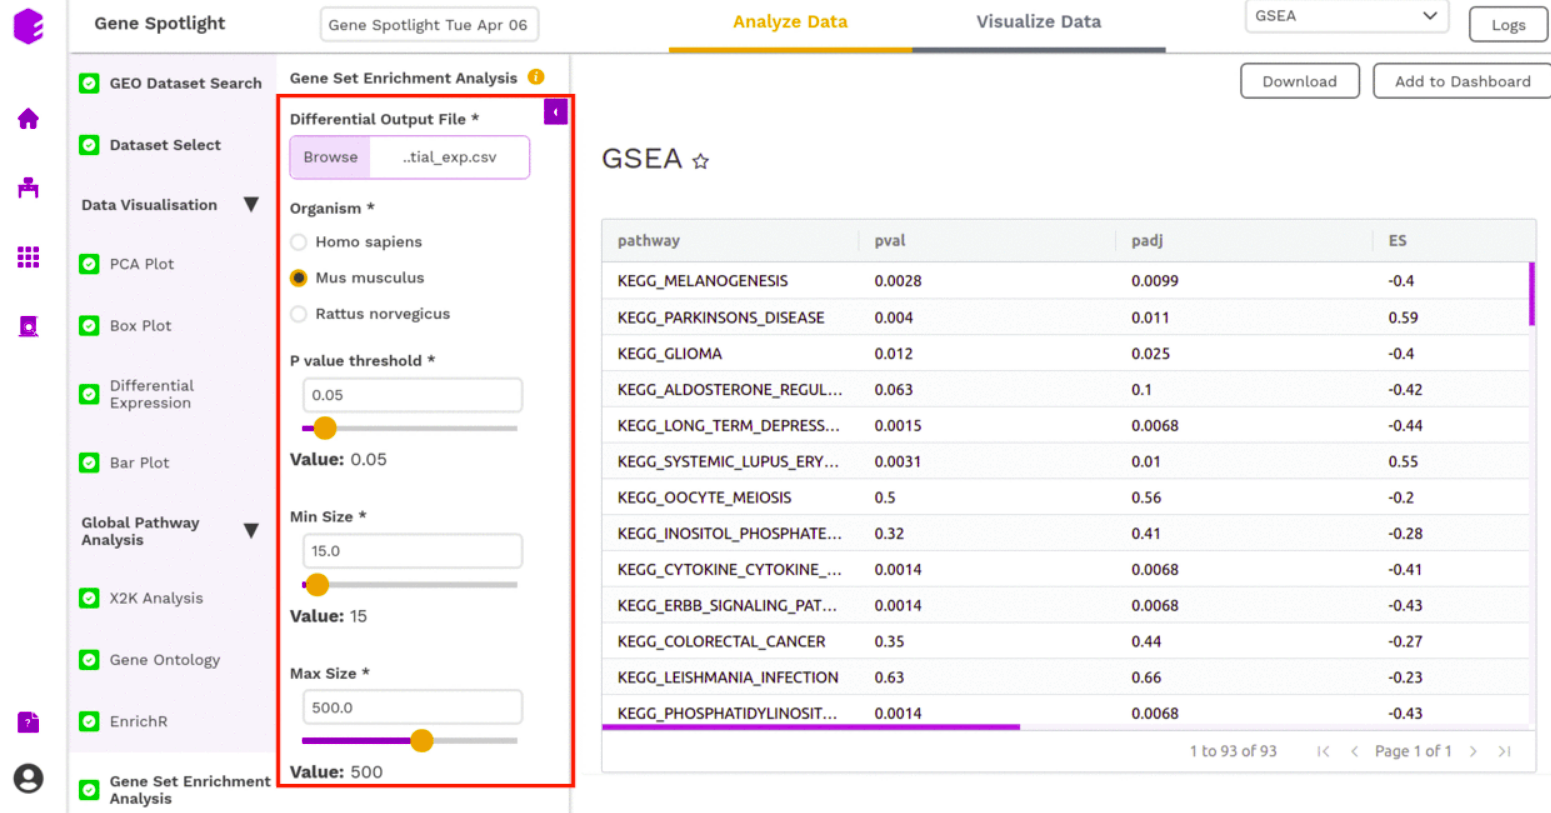 Gene Spotlight
Gene Spotlight Tue Apr 06
Analyze Data
Visualize Data
GSEA
Logs
GEO Dataset Search
Dataset Select
Data Visualisation
PCA Plot
Box Plot
Differential
Expression
Bar Plot
Global Pathway
Analysis
X2K Analysis
Gene Ontology
EnrichR
Gene Set Enrichment
Analysis
Gene Set Enrichment Analysis i
Differential Output File *
Browse ..tial_exp.csv
Organism *
Homo sapiens
Mus musculus
Rattus norvegicus
P value threshold *
0.05
Value: 0.05
Min Size *
15.0
Value: 15
Max Size *
500.0
Value: 500
Download
Add to Dashboard
GSEA
pathway pval padj ES
KEGG_MELANOGENESIS 0.0028 0.0099 -0.4
KEGG_PARKINSONS_DISEASE 0.004 0.011 0.59
KEGG_GLIOMA 0.012 0.025 -0.4
KEGG_ALDOSTERONE_REGUL... 0.063 0.1 -0.42
KEGG_LONG_TERM_DEPRESS... 0.0015 0.0068 -0.44
KEGG_SYSTEMIC_LUPUS_ERY... 0.0031 0.01 0.55
KEGG_OOCYTE_MEIOSIS 0.5 0.56 -0.2
KEGG_INOSITOL_PHOSPHATE... 0.32 0.41 -0.28
KEGG_CYTOKINE_CYTOKINE_... 0.0014 0.0068 -0.41
KEGG_ERBB_SIGNALING_PAT... 0.0014 0.0068 -0.43
KEGG_COLORECTAL_CANCER 0.35 0.44 -0.27
KEGG_LEISHMANIA_INFECTION 0.63 0.66 -0.23
KEGG_PHOSPHATIDYLINOSIT... 0.0014 0.0068 -0.43
1 to 93 of 93 Page 1 of 1